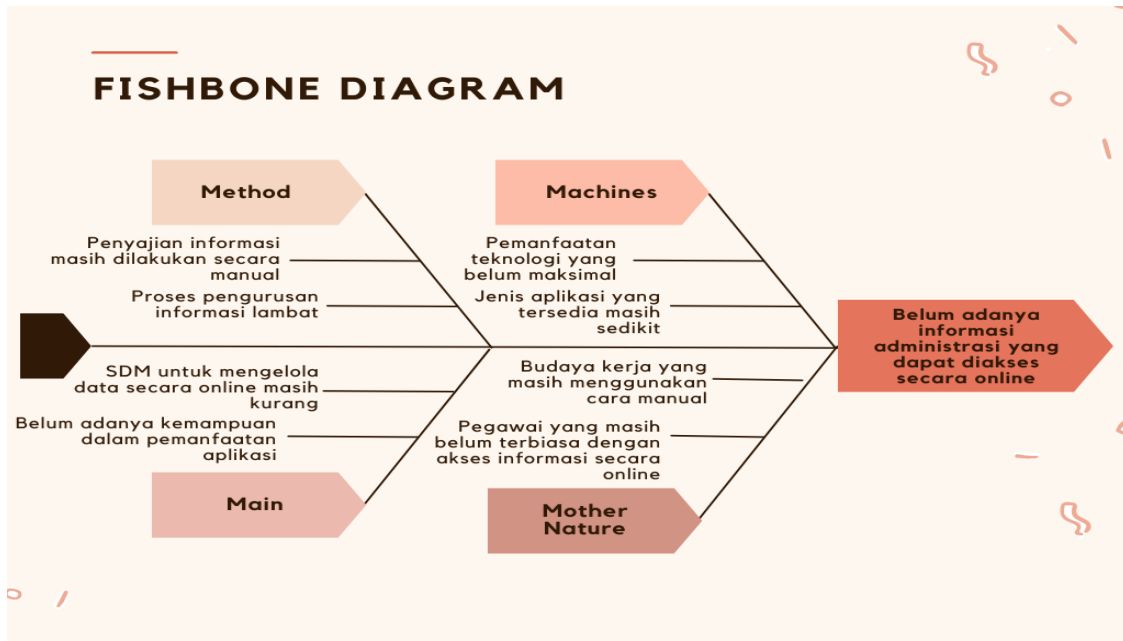 FISHBONE DIAGRAM
Method
Penyajian informasi
masih dilakukan secara
manual
Proses pengurusan
informasi lambat
Machines
Pemanfaatan
teknologi yang
belum maksimal
Jenis aplikasi yang
tersedia masih
sedikit
SDM untuk mengelola
data secara online masih
kurang
Belum adanya kemampuan
dalam pemanfaatan
aplikasi
Main
Budaya kerja yang
masih menggunakan
cara manual
Pegawai yang masih
belum terbiasa dengan
akses informasi secara
online
Mother
Nature
Belum adanya
informasi
administrasi yang
dapat diakses
secara online